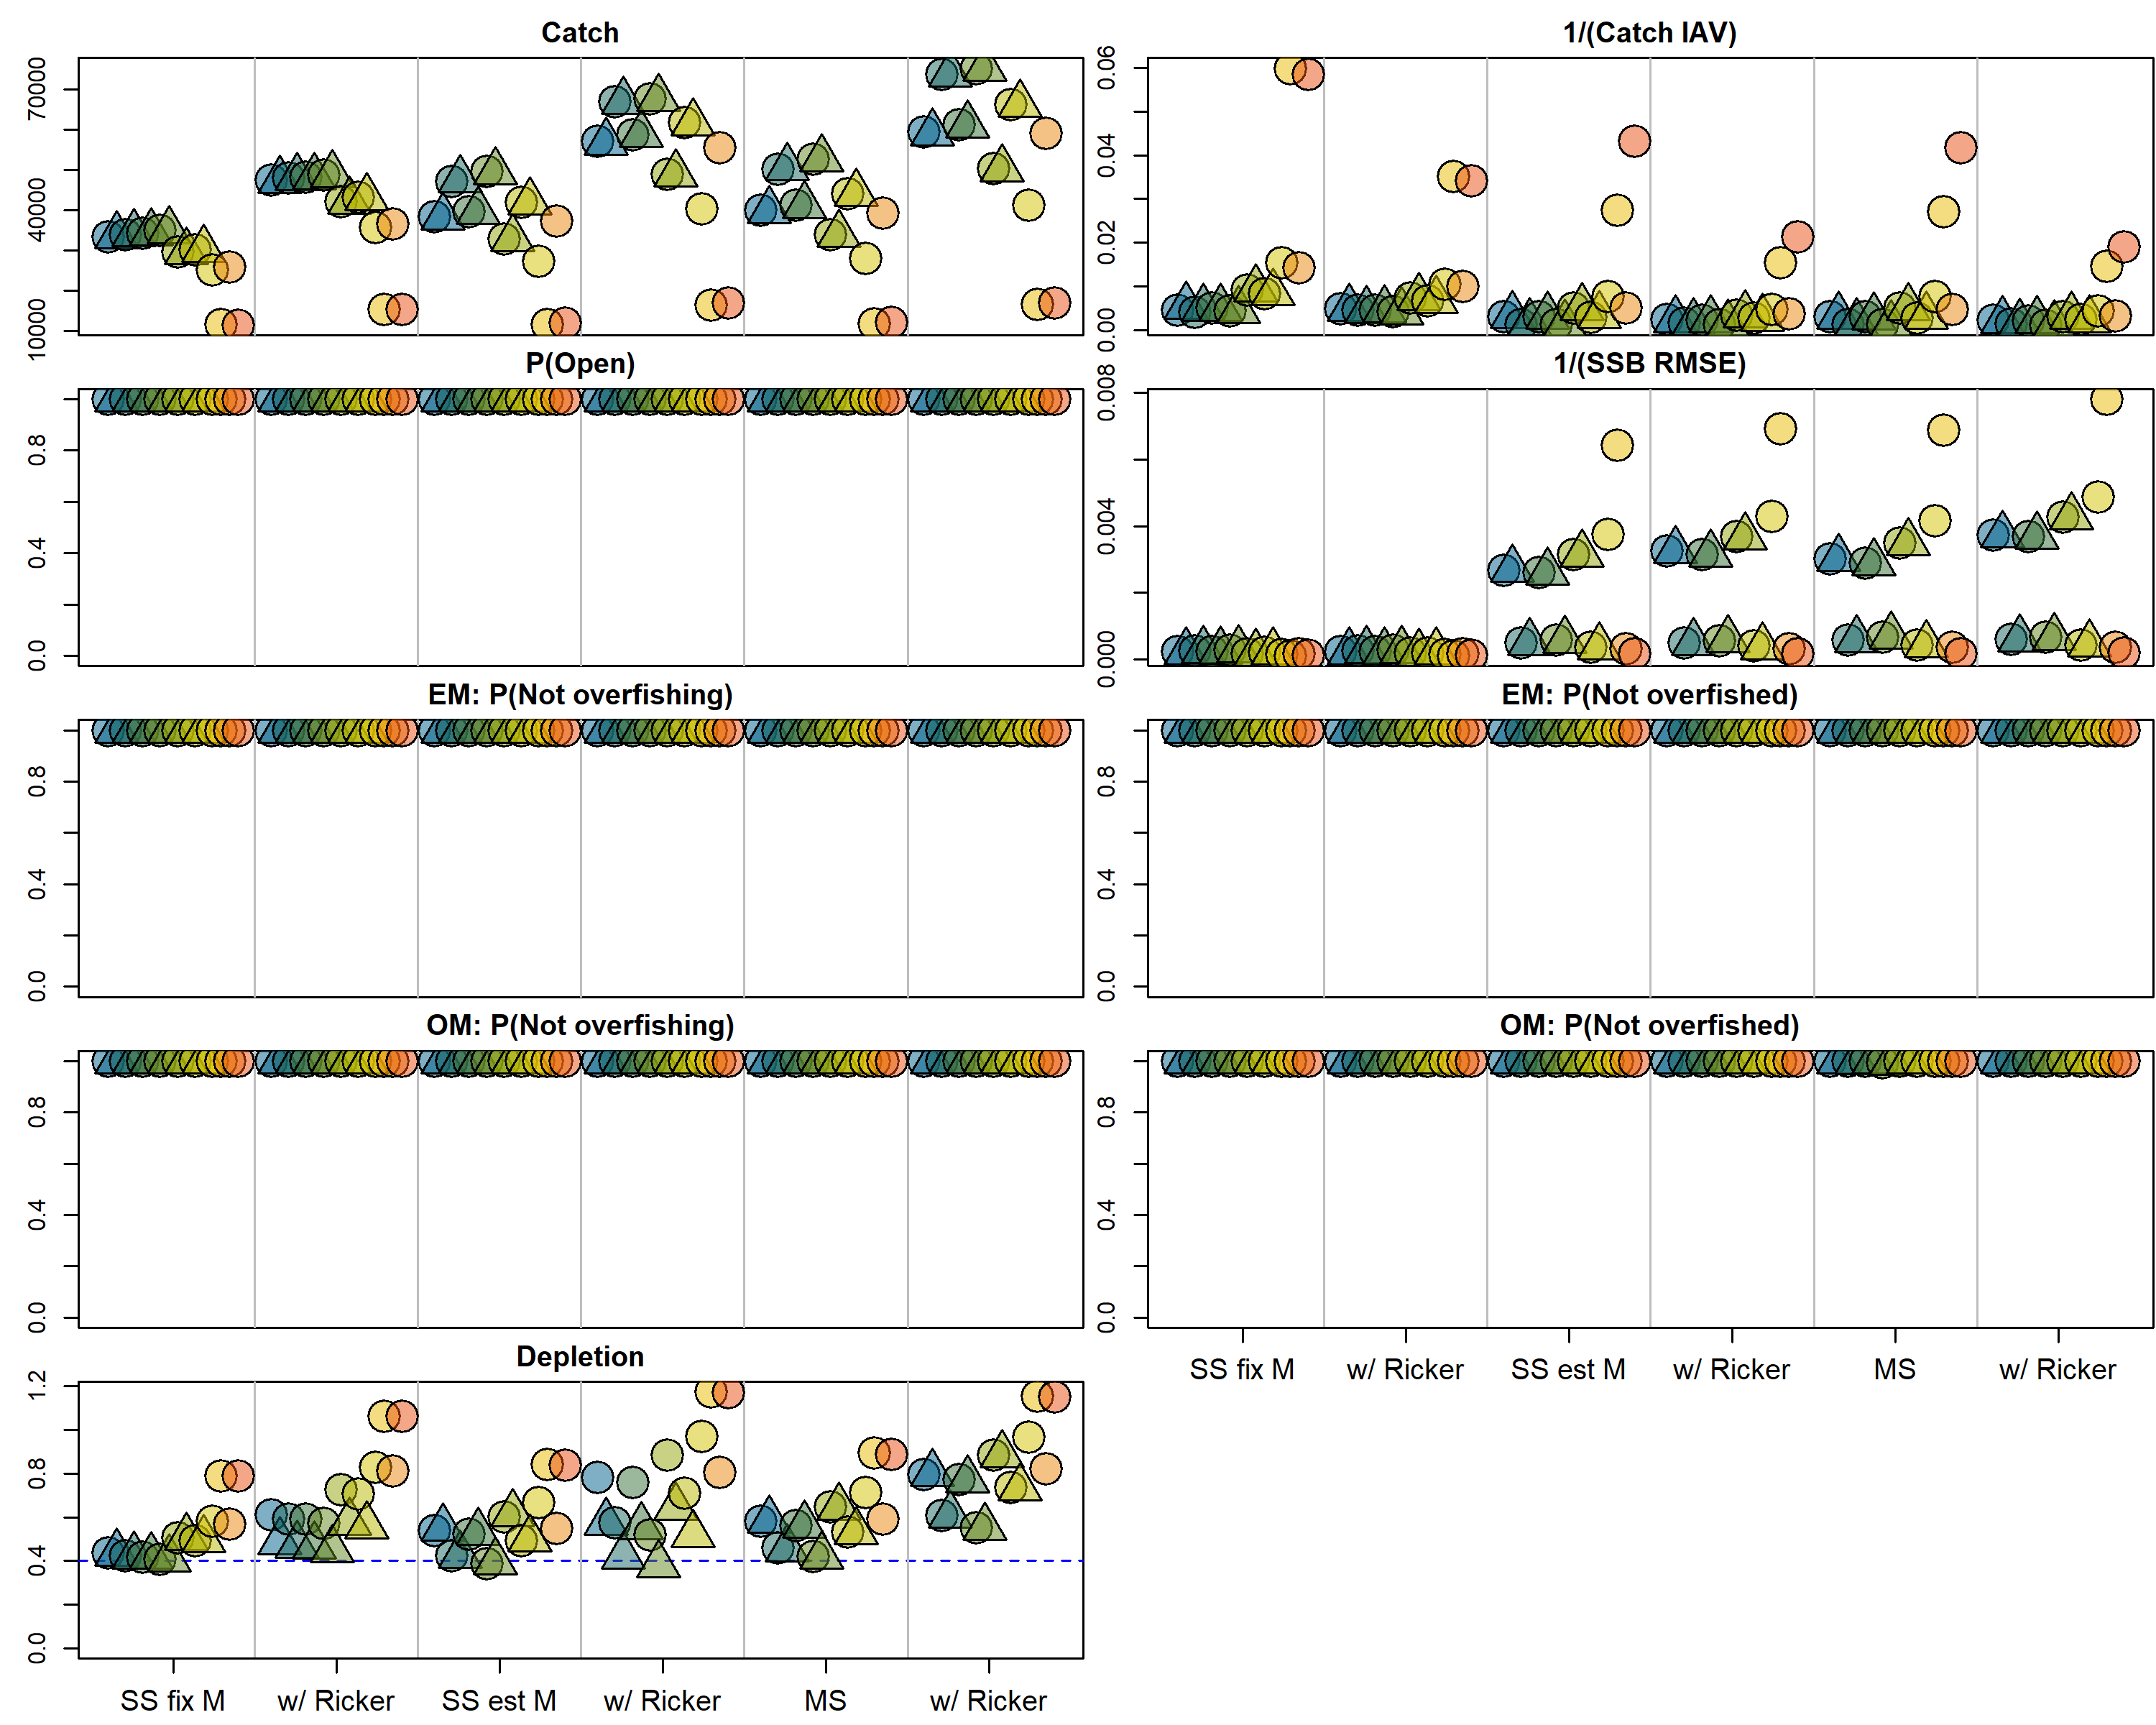 Catch
70000
40000
10000
1/(Catch IAV)
0.06
0.04
0.02
0.00
P(Open)
0.8
0.4
0.0
1/(SSB RMSE)
0.008
0.004
0.000
EM: P(Not overfishing)
0.8
0.4
0.0
EM: P(Not overfished)
0.8
0.4
0.0
OM: P(Not overfishing)
0.8
0.4
0.0
OM: P(Not overfished)
0.8
0.4
0.0
SS fix M w/ Ricker SS est M w/ Ricker MS w/ Ricker
Depletion
1.2
0.8
0.4
0.0
SS fix M w/ Ricker SS est M w/ Ricker MS w/ Ricker